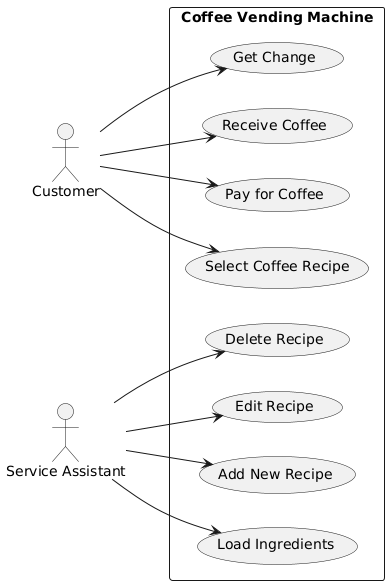 Coffee Vending Machine
Get Change
Receive Coffee
Customer
Pay for Coffee
Select Coffee Recipe
Delete Recipe
Edit Recipe
Service Assistant
Add New Recipe
Load Ingredients